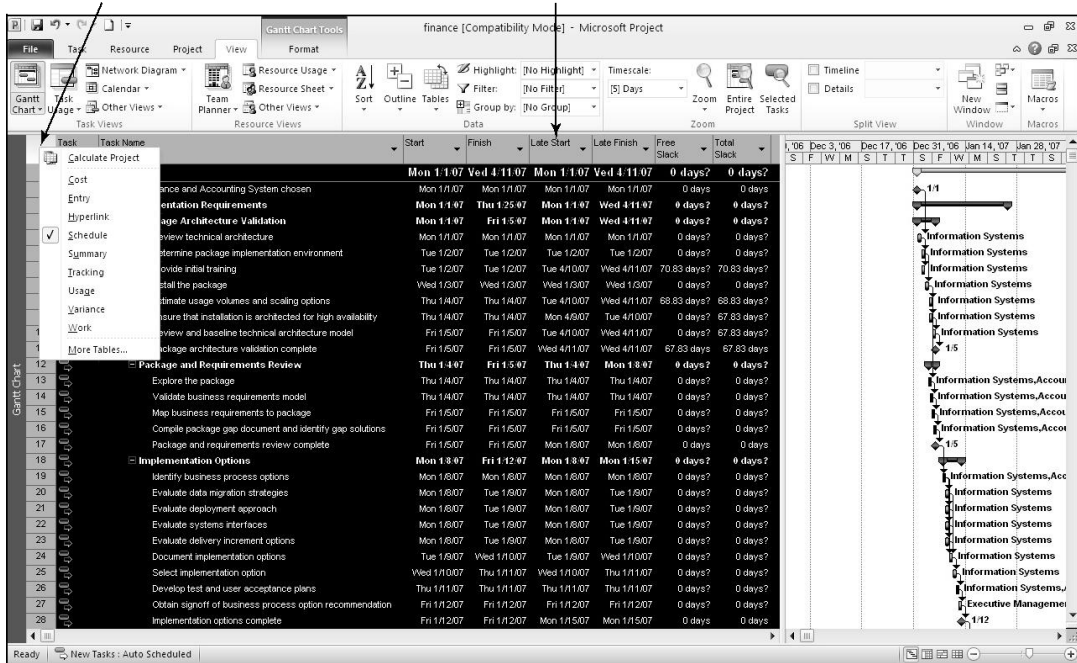 Gantt Chart Tools
finance [Compatibility Mode] - Microsoft Project
File Task Resource Project View Format
Gantt Chart
Task Usage
Network Diagram
Calendar
Other Views
Task Views
Team Planner
Resource Usage
Resource Sheet
Other Views
Resource Views
Sort
Outline
Tables
Highlight: [No Highlight]
Filter: [No Filter]
Group by: [No Group]
Data
Timescale:
[5] Days
Zoom
Entire Project
Selected Tasks
Zoom
Timeline
Details
Split View
New Window
Window
Macros
Macros
Task Task Name Start Finish Late Start Late Finish Free Slack Total Slack
, '06 Dec 3, '06 Dec 17, '06 Dec 31, '06 Jan 14, '07 Jan 28, '07
S F W M S T T S F W M S T T S
Calculate Project
Cost
Entry
Hyperlink
Schedule
Summary
Tracking
Usage
Variance
Work
More Tables...
Mon 1/1/07 Wed 4/11/07 Mon 1/1/07 Wed 4/11/07 0 days? 0 days?
ance and Accounting System chosen Mon 1/1/07 Mon 1/1/07 Mon 1/1/07 Mon 1/1/07 0 days 0 days 1/1
entation Requirements Mon 1/1/07 Thu 1/25/07 Mon 1/1/07 Wed 4/11/07 0 days? 0 days?
age Architecture Validation Mon 1/1/07 Fri 1/5/07 Mon 1/1/07 Wed 4/11/07 0 days? 0 days?
eview technical architecture Mon 1/1/07 Mon 1/1/07 Mon 1/1/07 Mon 1/1/07 0 days? 0 days? Information Systems
etermine package implementation environment Tue 1/2/07 Tue 1/2/07 Tue 1/2/07 Tue 1/2/07 0 days? 0 days? Information Systems
ovide initial training Tue 1/2/07 Tue 1/2/07 Tue 4/10/07 Wed 4/11/07 70.83 days? 70.83 days? Information Systems
stall the package Wed 1/3/07 Wed 1/3/07 Wed 1/3/07 Wed 1/3/07 0 days? 0 days? Information Systems
timate usage volumes and scaling options Thu 1/4/07 Thu 1/4/07 Tue 4/10/07 Wed 4/11/07 68.83 days? 68.83 days? Information Systems
nsure that installation is architected for high availability Thu 1/4/07 Thu 1/4/07 Mon 4/9/07 Tue 4/10/07 0 days? 67.83 days? Information Systems
eview and baseline technical architecture model Fri 1/5/07 Fri 1/5/07 Tue 4/10/07 Wed 4/11/07 0 days? 67.83 days? Information Systems
ckage architecture validation complete Fri 1/5/07 Fri 1/5/07 Wed 4/11/07 Wed 4/11/07 67.83 days 67.83 days 1/5
12 Package and Requirements Review Thu 1/4/07 Fri 1/5/07 Thu 1/4/07 Mon 1/8/07 0 days? 0 days?
13 Explore the package Thu 1/4/07 Thu 1/4/07 Thu 1/4/07 Thu 1/4/07 0 days? 0 days? Information Systems,Accou
14 Validate business requirements model Thu 1/4/07 Thu 1/4/07 Thu 1/4/07 Thu 1/4/07 0 days? 0 days? Information Systems,Accou
15 Map business requirements to package Fri 1/5/07 Fri 1/5/07 Fri 1/5/07 Fri 1/5/07 0 days? 0 days? Information Systems,Accou
16 Compile package gap document and identify gap solutions Fri 1/5/07 Fri 1/5/07 Fri 1/5/07 Fri 1/5/07 0 days? 0 days? Information Systems,Accou
17 Package and requirements review complete Fri 1/5/07 Fri 1/5/07 Mon 1/8/07 Mon 1/8/07 0 days 0 days 1/5
18 Implementation Options Mon 1/8/07 Fri 1/12/07 Mon 1/8/07 Mon 1/15/07 0 days? 0 days?
19 Identify business process options Mon 1/8/07 Mon 1/8/07 Mon 1/8/07 Mon 1/8/07 0 days? 0 days? Information Systems,Acc
20 Evaluate data migration strategies Mon 1/8/07 Tue 1/9/07 Mon 1/8/07 Tue 1/9/07 0 days? 0 days? Information Systems
21 Evaluate deployment approach Mon 1/8/07 Tue 1/9/07 Mon 1/8/07 Tue 1/9/07 0 days? 0 days? Information Systems
22 Evaluate systems interfaces Mon 1/8/07 Tue 1/9/07 Mon 1/8/07 Tue 1/9/07 0 days? 0 days? Information Systems
23 Evaluate delivery increment options Mon 1/8/07 Tue 1/9/07 Mon 1/8/07 Tue 1/9/07 0 days? 0 days? Information Systems
24 Document implementation options Tue 1/9/07 Wed 1/10/07 Tue 1/9/07 Wed 1/10/07 0 days? 0 days? Information Systems
25 Select implementation option Wed 1/10/07 Thu 1/11/07 Wed 1/10/07 Thu 1/11/07 0 days? 0 days? Information Systems
26 Develop test and user acceptance plans Thu 1/11/07 Thu 1/11/07 Thu 1/11/07 Thu 1/11/07 0 days? 0 days? Information Systems,
27 Obtain signoff of business process option recommendation Fri 1/12/07 Fri 1/12/07 Fri 1/12/07 Fri 1/12/07 0 days? 0 days? Executive Manageme
28 Implementation options complete Fri 1/12/07 Fri 1/12/07 Mon 1/15/07 Mon 1/15/07 0 days 0 days 1/12
Gantt Chart
Ready New Tasks : Auto Scheduled